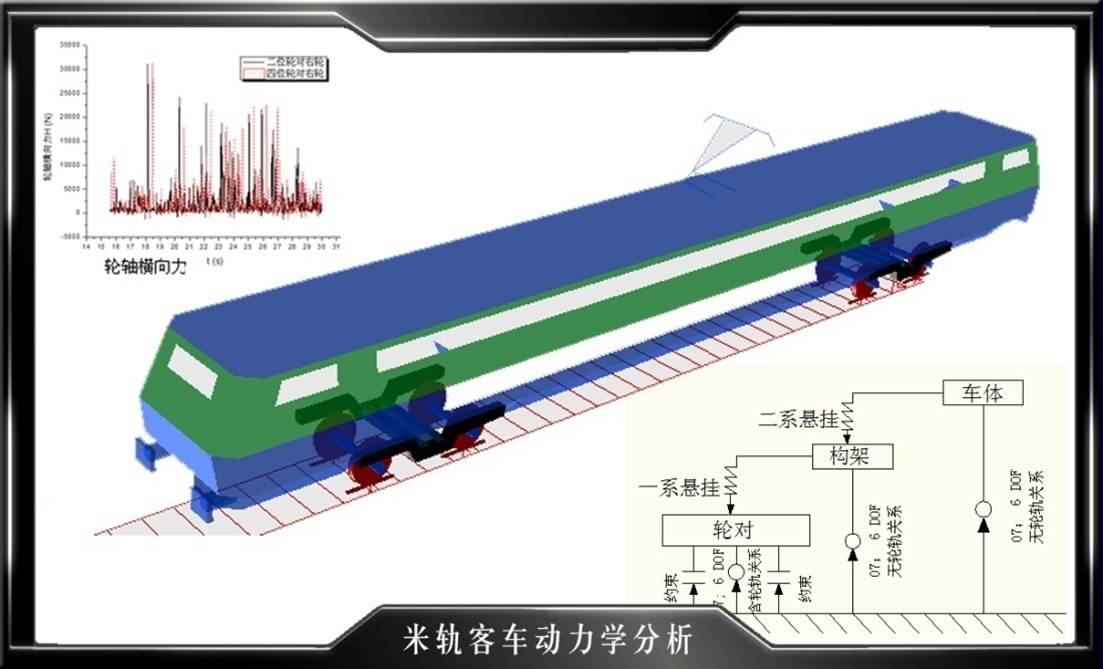 35000
30000
25000
20000
15000
10000
5000
0
-5000
轮轴横向力H (N)
二位轮对右轮
四位轮对右轮
14 15 16 17 18 19 20 21 22 23 24 25 26 27 28 29 30 31
t (s)
轮轴横向力
车体
二系悬挂
构架
一系悬挂
轮对
约束
7; 6 DOF
含轮轨关系
约束
07; 6 DOF
无轮轨关系
07; 6 DOF
无轮轨关系
米轨客车动力学分析